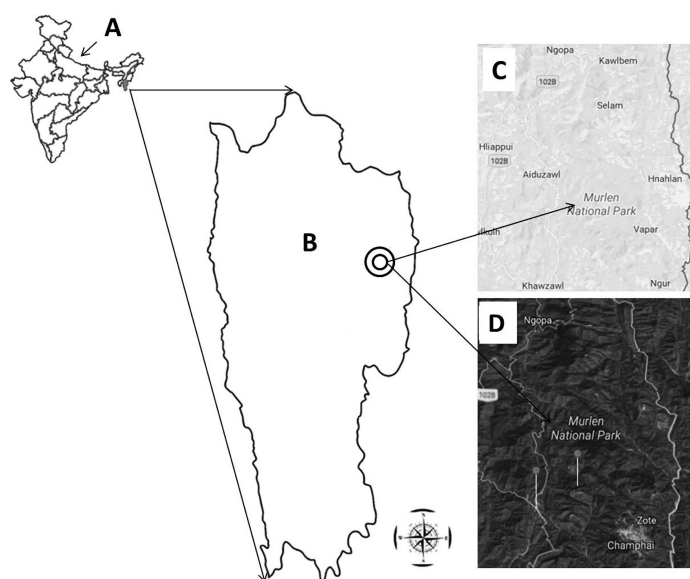 A
B
C
Ngopa
Kawlbem
102B
Selam
Hliappui
102B
Aiduzawl
Hnahlan
Murlen
National Park
Vapar
Khawzawl
Ngur
D
Ngopa
102B
Murlen
National Park
Zote
Champhai